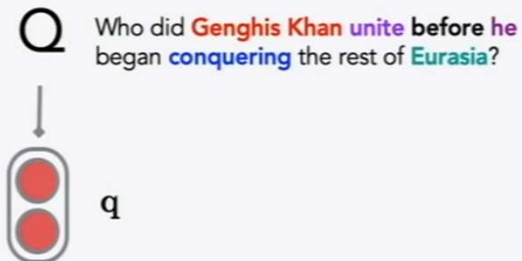 Q
Who did Genghis Khan unite before he
began conquering the rest of Eurasia?
q